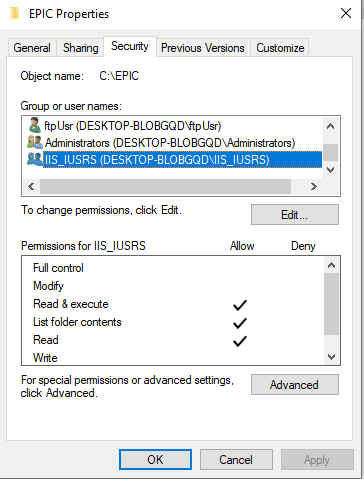 EPIC Properties
General Sharing Security Previous Versions Customize
Object name: C:\EPIC
Group or user names:
ftpUsr (DESKTOP-BLOBGQD\ftpUsr)
Administrators (DESKTOP-BLOBGQD\Administrators)
IIS_IUSRS (DESKTOP-BLOBGQD\IIS_IUSRS)
To change permissions, click Edit.
Edit...
Permissions for IIS_IUSRS Allow Deny
Full control
Modify
Read & execute
List folder contents
Read
Write
For special permissions or advanced settings,
click Advanced.
Advanced
OK Cancel Apply